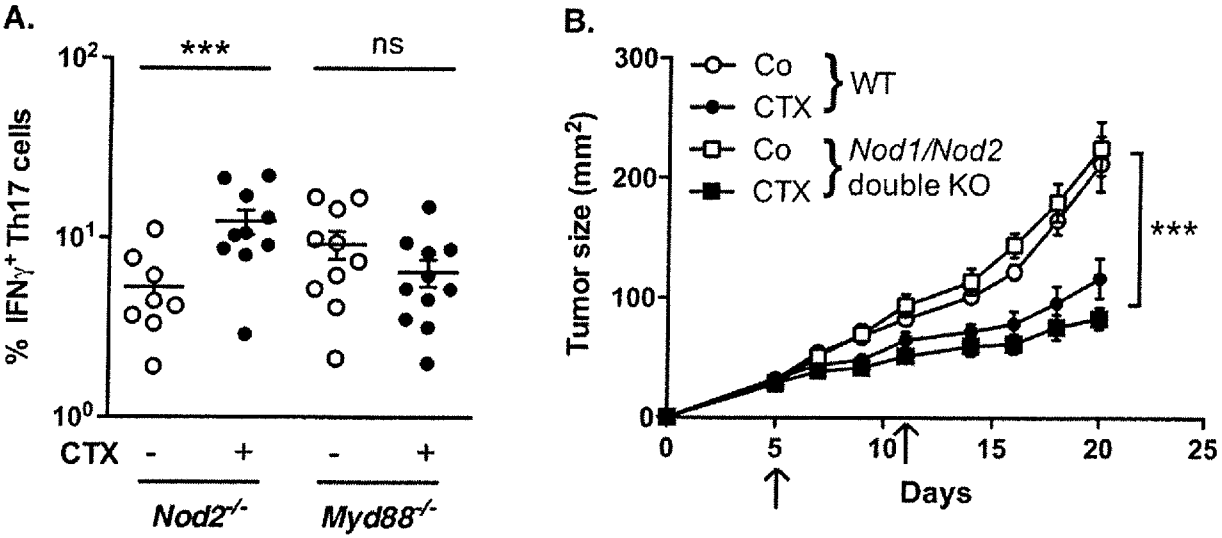 A.
***
ns
10²
10¹
10⁰
% IFNγ⁺ Th17 cells
CTX - + - +
Nod2⁻/⁻ Myd88⁻/⁻
B.
300
200
100
0
Tumor size (mm²)
Co
CTX
WT
Co
CTX
Nod1/Nod2
double KO
***
0 5 10 15 20 25
Days